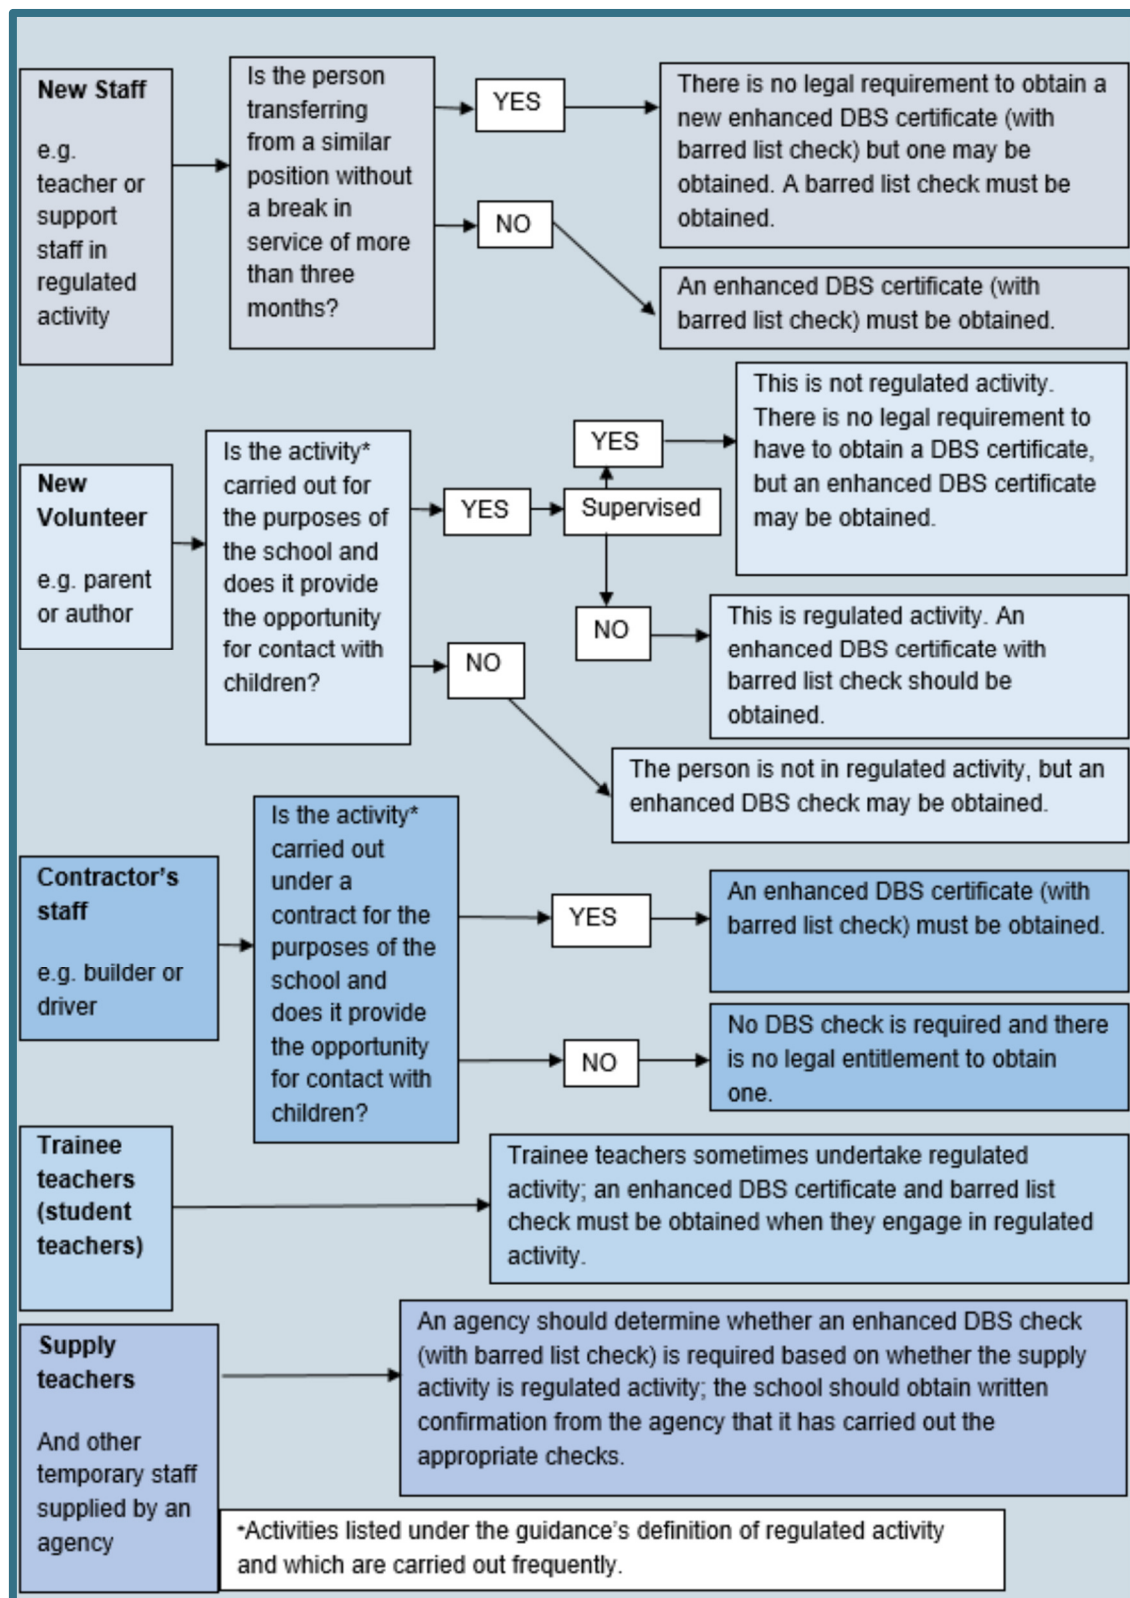 New Staff
e.g.
teacher or
support
staff in
regulated
activity
Is the person
transferring
from a similar
position without
a break in
service of more
than three
months?
YES
There is no legal requirement to obtain a
new enhanced DBS certificate (with
barred list check) but one may be
obtained. A barred list check must be
obtained.
NO
An enhanced DBS certificate (with
barred list check) must be obtained.
New
Volunteer
e.g. parent
or author
Is the activity*
carried out for
the purposes of
the school and
does it provide
the opportunity
for contact with
children?
YES
Supervised
YES
This is not regulated activity.
There is no legal requirement to
have to obtain a DBS certificate,
but an enhanced DBS certificate
may be obtained.
NO
This is regulated activity. An
enhanced DBS certificate with
barred list check should be
obtained.
NO
The person is not in regulated activity, but an
enhanced DBS check may be obtained.
Contractor's
staff
e.g. builder or
driver
Is the activity*
carried out
under a
contract for the
purposes of the
school and
does it provide
the opportunity
for contact with
children?
YES
An enhanced DBS certificate (with
barred list check) must be obtained.
NO
No DBS check is required and there
is no legal entitlement to obtain
one.
Trainee
teachers
(student
teachers)
Trainee teachers sometimes undertake regulated
activity; an enhanced DBS certificate and barred list
check must be obtained when they engage in regulated
activity.
Supply
teachers
And other
temporary staff
supplied by an
agency
An agency should determine whether an enhanced DBS check
(with barred list check) is required based on whether the supply
activity is regulated activity; the school should obtain written
confirmation from the agency that it has carried out the
appropriate checks.
*Activities listed under the guidance's definition of regulated activity
and which are carried out frequently.